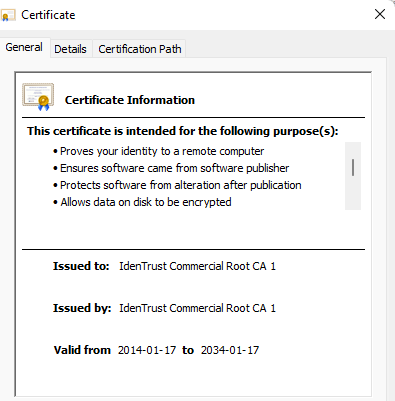 Certificate
General Details Certification Path
Certificate Information
This certificate is intended for the following purpose(s):
• Proves your identity to a remote computer
• Ensures software came from software publisher
• Protects software from alteration after publication
• Allows data on disk to be encrypted
Issued to: IdenTrust Commercial Root CA 1
Issued by: IdenTrust Commercial Root CA 1
Valid from 2014-01-17 to 2034-01-17